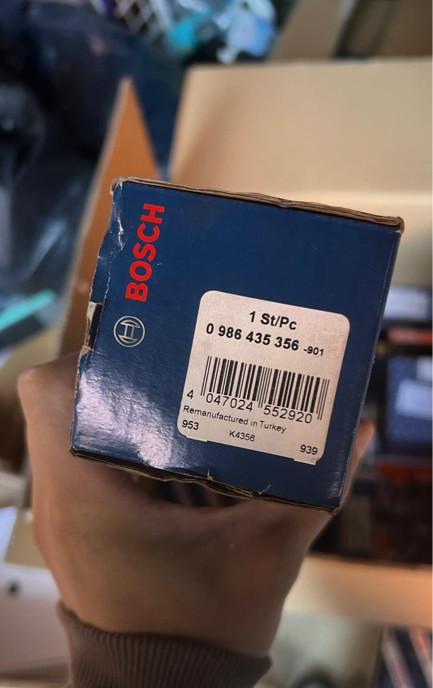 BOSCH
1 St/Pc
0 986 435 356 -901
4 047024 552920
Remanufactured in Turkey
953 K4356 939